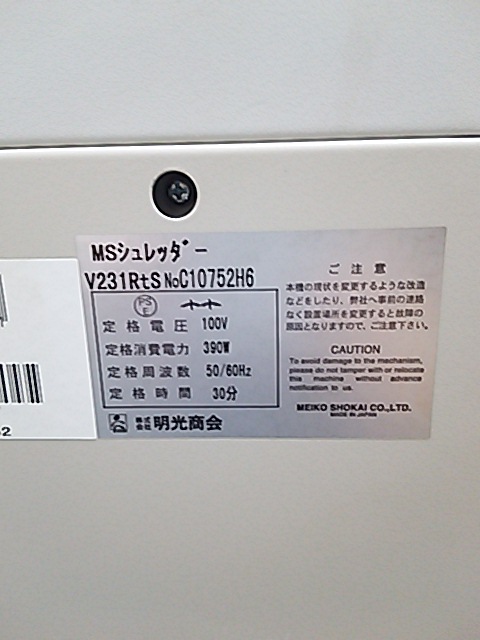 MSシュレッダー
V231RtS NoC10752H6
PS
E
定格電圧 100V
定格消費電力 390W
定格周波数 50/60Hz
定格時間 30分
株式会社 明光商会
ご注意
本機の現状を変更するような改造
などをしたり、弊社へ事前の連絡
なく設置場所を変更すると故障の
原因となりますので、ご注意下さい。
CAUTION
To avoid damage to the mechanism,
please do not tamper with or relocate
this machine without advance
notification to us.
MEIKO SHOKAI CO.,LTD.
MADE IN JAPAN